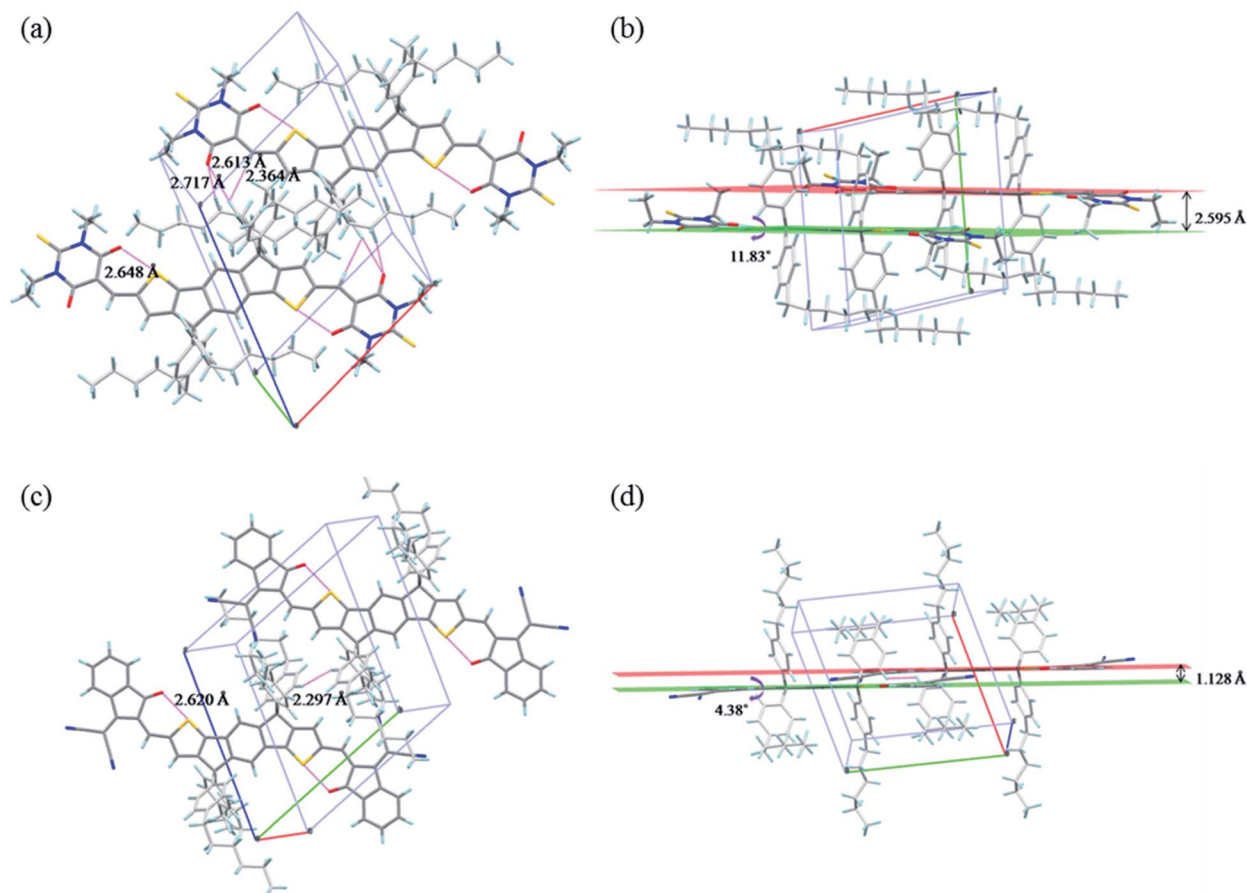 (a)
(b)
2.613 Å
2.717 Å
2.364 Å
2.648 Å
2.595 Å
11.83°
(c)
(d)
2.620 Å
2.297 Å
1.128 Å
4.38°